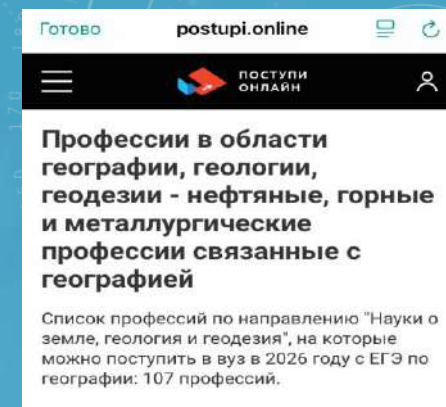 Готово
postupi.online
ПОСТУПИ
ОНЛАЙН
Профессии в области
географии, геологии,
геодезии - нефтяные, горные
и металлургические
профессии связанные с
географией
Список профессий по направлению "Науки о
земле, геология и геодезия", на которые
можно поступить в вуз в 2026 году с ЕГЭ по
географии: 107 профессий.